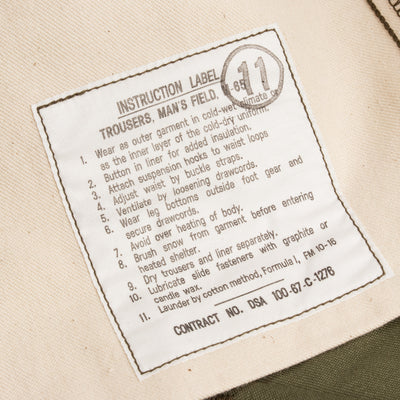 INSTRUCTION LABEL
TROUSERS, MAN'S FIELD, M-65
11
1. Wear as outer garment in cold-wet climate or
as the inner layer of the cold-dry uniform.
2. Button in liner for added insulation.
3. Attach suspension hooks to waist loops
4. Adjust waist by buckle straps.
5. Ventilate by loosening drawcords.
6. Wear leg bottoms outside foot gear and
secure drawcords.
7. Avoid over heating of body.
8. Brush snow from garment before entering
heated shelter.
9. Dry trousers and liner separately.
10. Lubricate slide fasteners with graphite or
candle wax.
11. Launder by cotton method, Formula I, FM 10-16
CONTRACT NO. DSA 100-67-C-1276